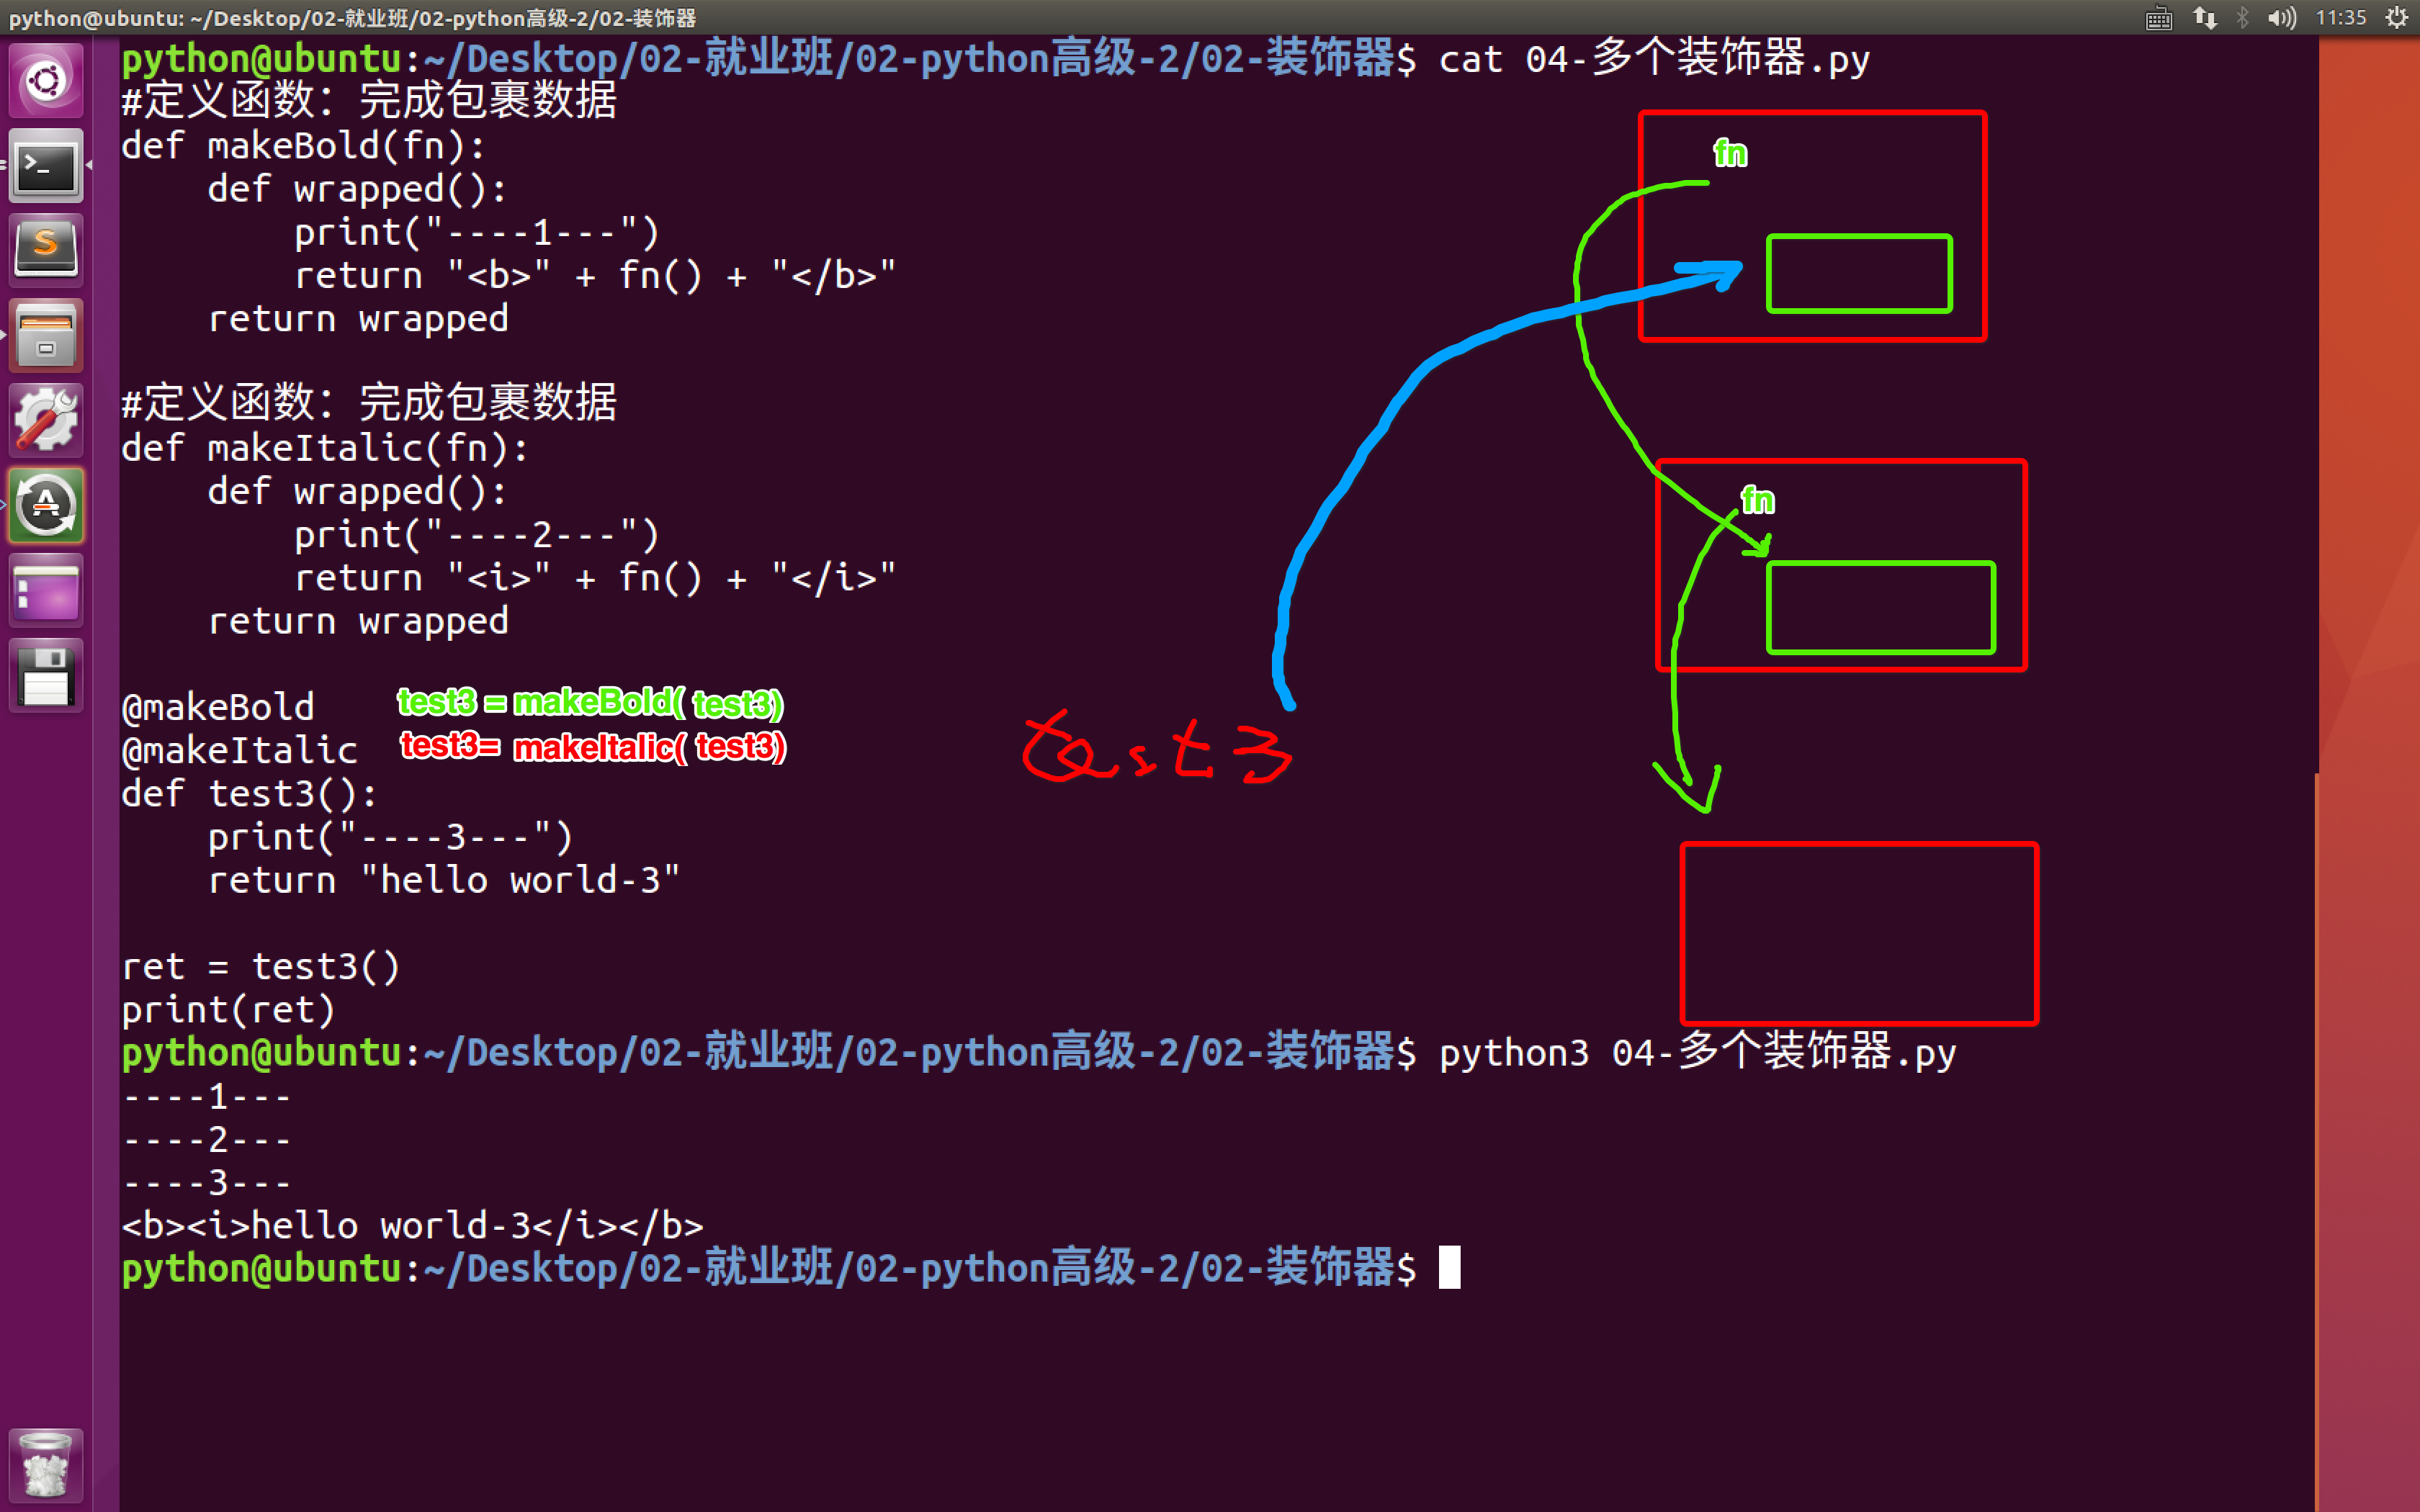 python@ubuntu: ~/Desktop/02-就业班/02-python高级-2/02-装饰器
11:35
python@ubuntu:~/Desktop/02-就业班/02-python高级-2/02-装饰器$ cat 04-多个装饰器.py
#定义函数：完成包裹数据
def makeBold(fn):
    def wrapped():
        print("----1---")
        return "<b>" + fn() + "</b>"
    return wrapped
fn
#定义函数：完成包裹数据
def makeItalic(fn):
    def wrapped():
        print("----2---")
        return "<i>" + fn() + "</i>"
    return wrapped
fn
@makeBold test3 = makeBold( test3)
@makeItalic test3= makeItalic( test3)
test3
def test3():
    print("----3---")
    return "hello world-3"
ret = test3()
print(ret)
python@ubuntu:~/Desktop/02-就业班/02-python高级-2/02-装饰器$ python3 04-多个装饰器.py
----1---
----2---
----3---
<b><i>hello world-3</i></b>
python@ubuntu:~/Desktop/02-就业班/02-python高级-2/02-装饰器$